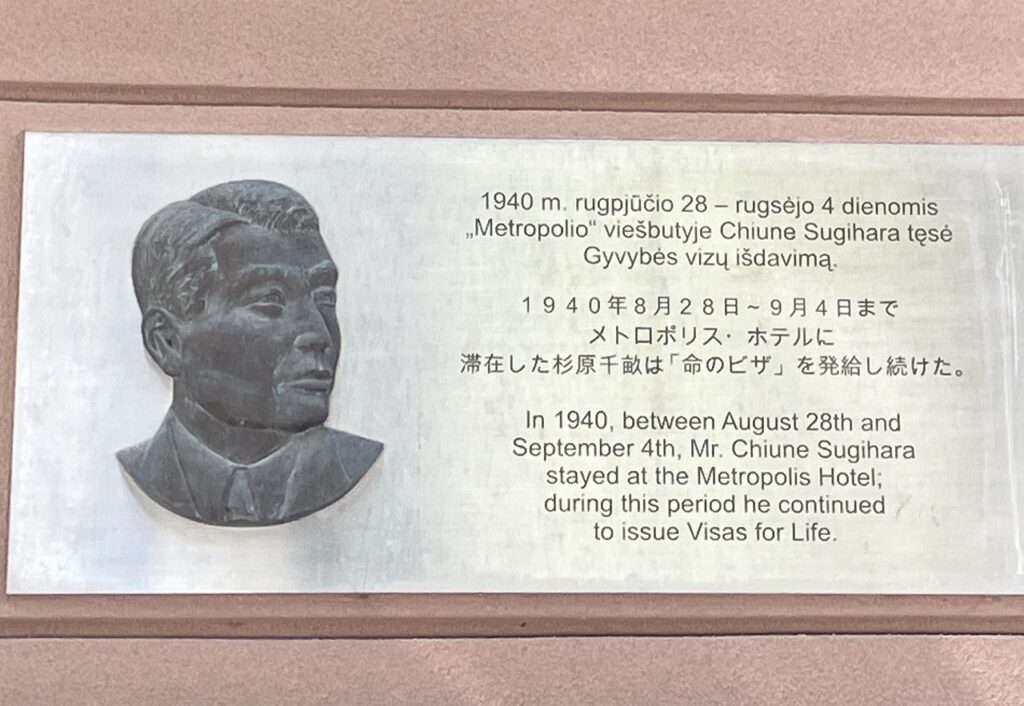 1940 m. rugpjūčio 28 – rugsėjo 4 dienomis
„Metropolio“ viešbutyje Chiune Sugihara tęsė
Gyvybės vizų išdavimą.
１９４０年８月２８日~９月４日まで
メトロポリス・ホテルに
滞在した杉原千畝は「命のビザ」を発給し続けた。
In 1940, between August 28th and
September 4th, Mr. Chiune Sugihara
stayed at the Metropolis Hotel;
during this period he continued
to issue Visas for Life.